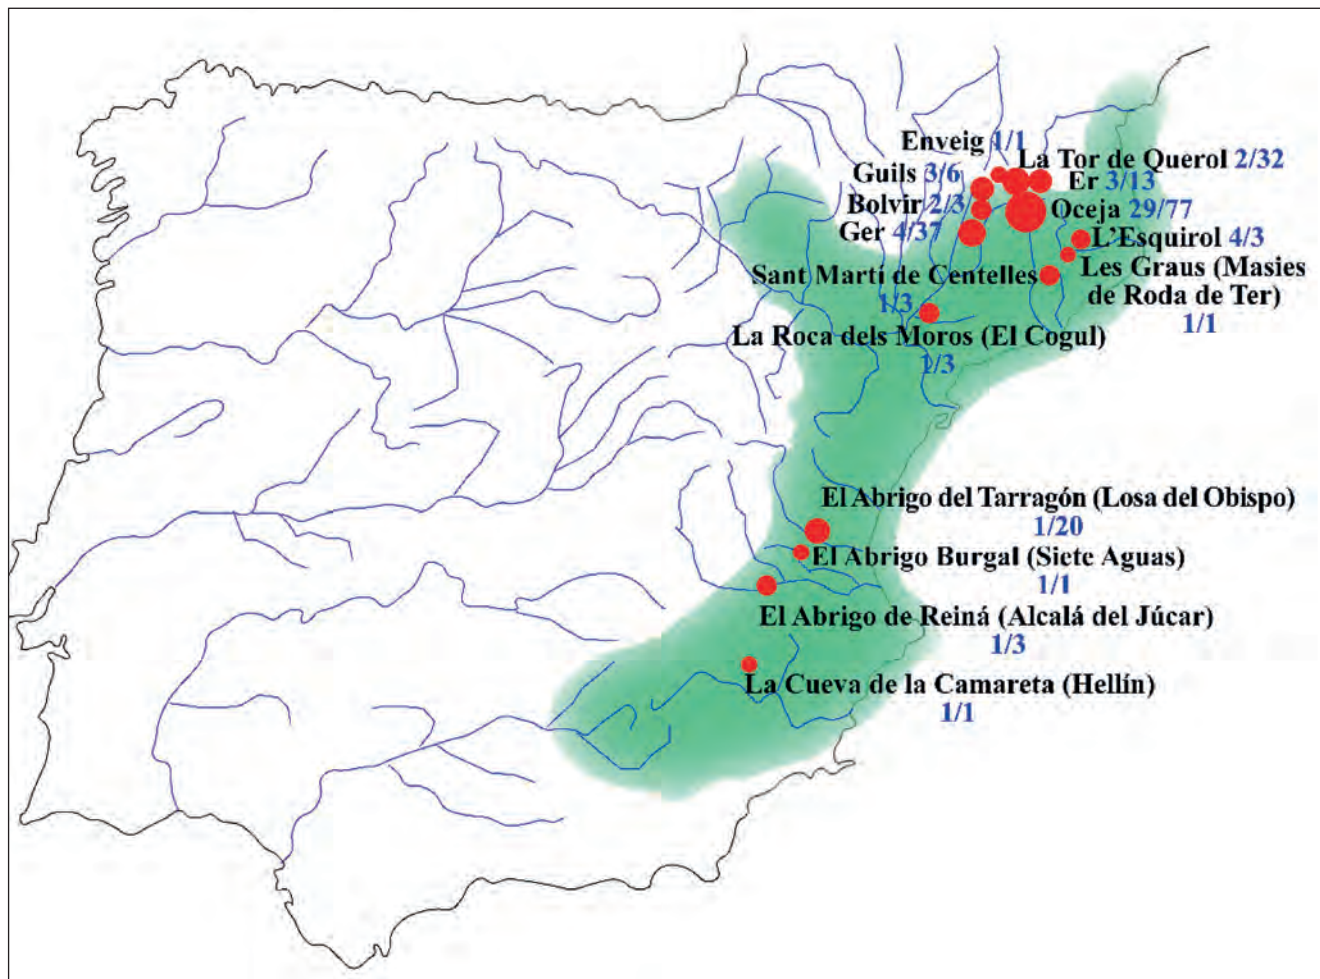 Enveig 1/1
La Tor de Querol 2/32
Guils 3/6
Er 3/13
Bolvir 2/3
Oceja 29/77
Ger 4/37
L'Esquirol 4/3
Sant Martí de Centelles
1/3
Les Graus (Masies
de Roda de Ter)
1/1
La Roca dels Moros (El Cogul)
1/3
El Abrigo del Tarragón (Losa del Obispo)
1/20
El Abrigo Burgal (Siete Aguas)
1/1
El Abrigo de Reiná (Alcalá del Júcar)
1/3
La Cueva de la Camareta (Hellín)
1/1